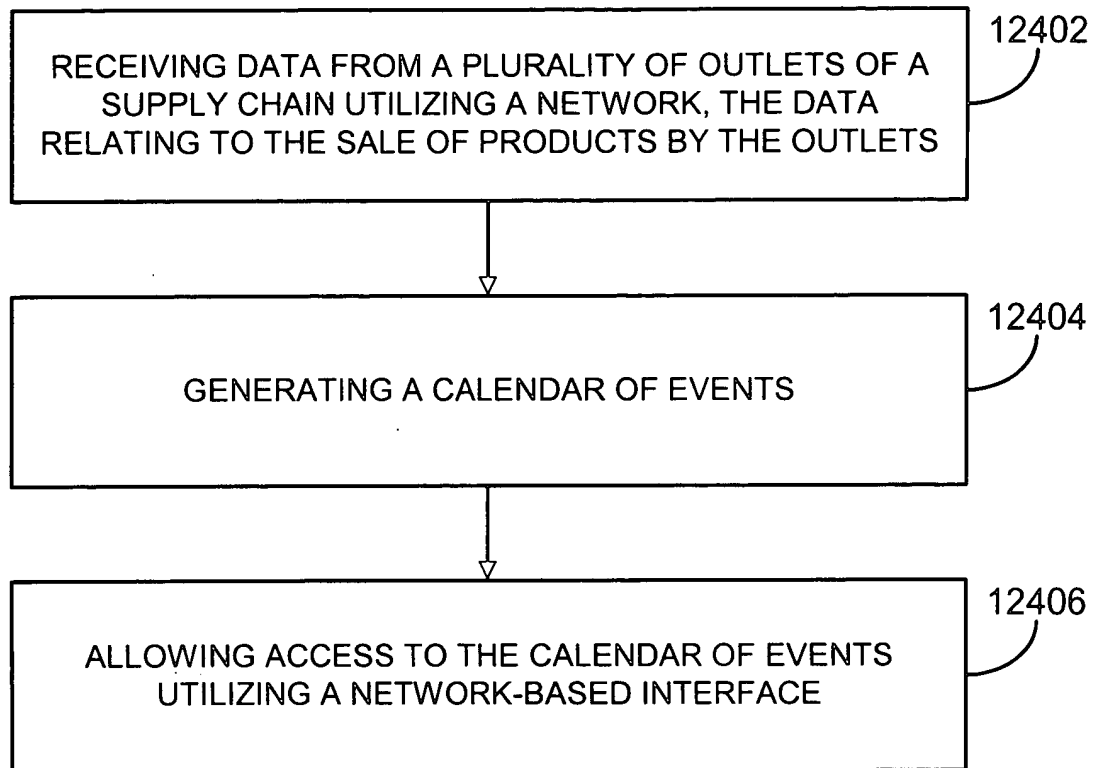 12402
RECEIVING DATA FROM A PLURALITY OF OUTLETS OF A
SUPPLY CHAIN UTILIZING A NETWORK, THE DATA
RELATING TO THE SALE OF PRODUCTS BY THE OUTLETS
12404
GENERATING A CALENDAR OF EVENTS
12406
ALLOWING ACCESS TO THE CALENDAR OF EVENTS
UTILIZING A NETWORK-BASED INTERFACE